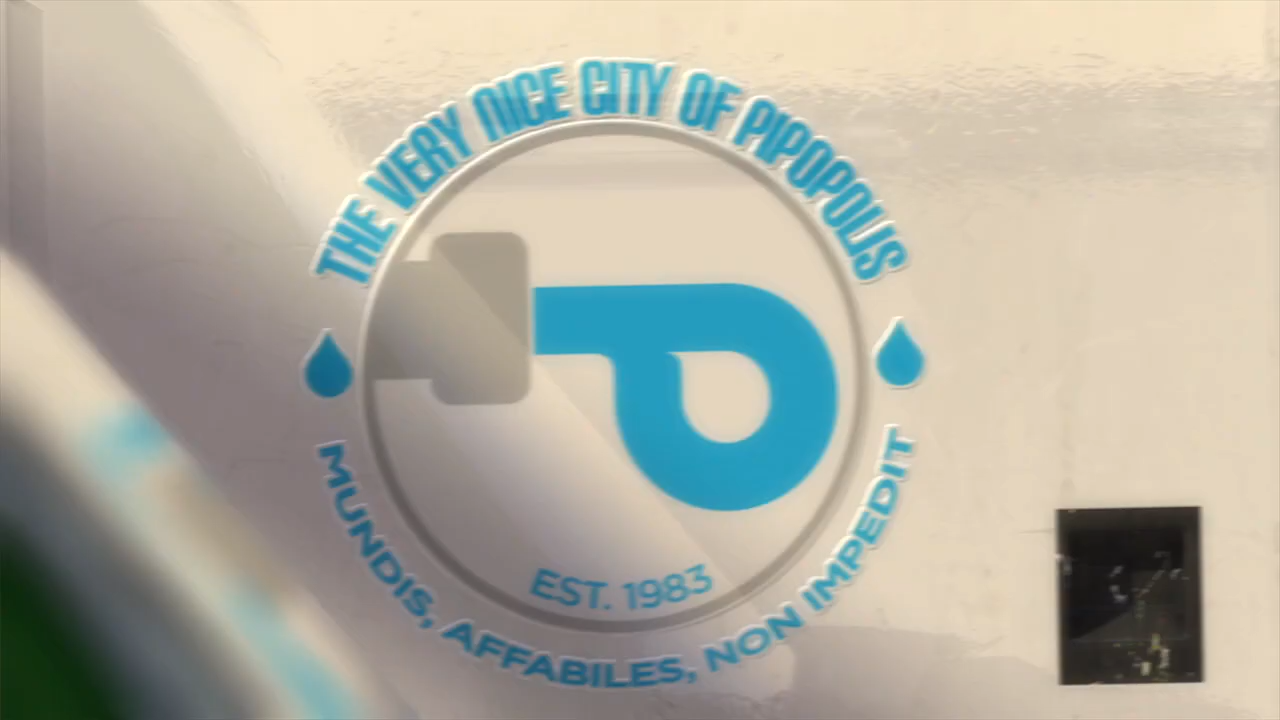 THE VERY NICE CITY OF PIPOPOLIS
EST. 1983
MUNDIS, AFFABILES, NON IMPEDIT